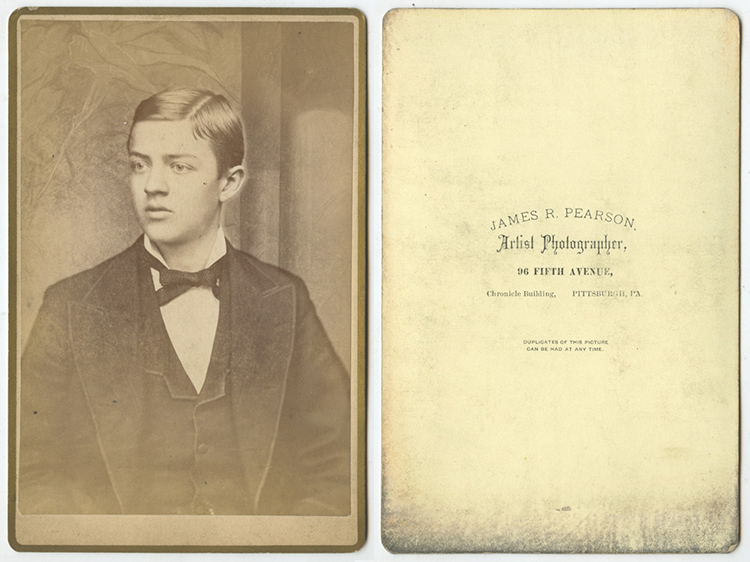 JAMES R. PEARSON,
Artist Photographer,
96 FIFTH AVENUE,
Chronicle Building, PITTSBURGH, PA.
DUPLICATES OF THIS PICTURE
CAN BE HAD AT ANY TIME.